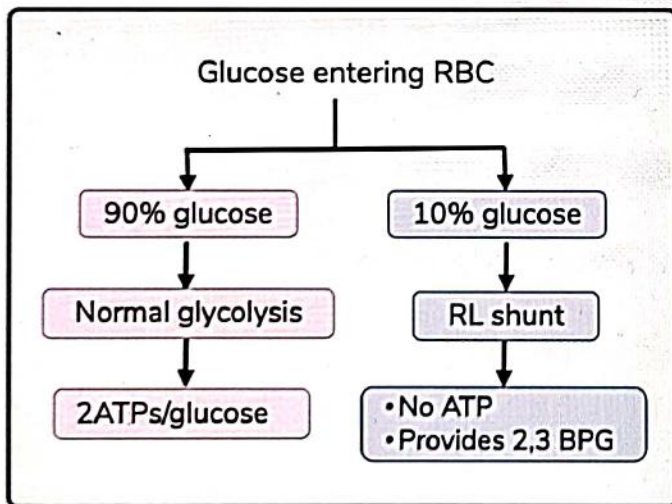 Glucose entering RBC
90% glucose
10% glucose
Normal glycolysis
RL shunt
2ATPs/glucose
•No ATP
•Provides 2,3 BPG